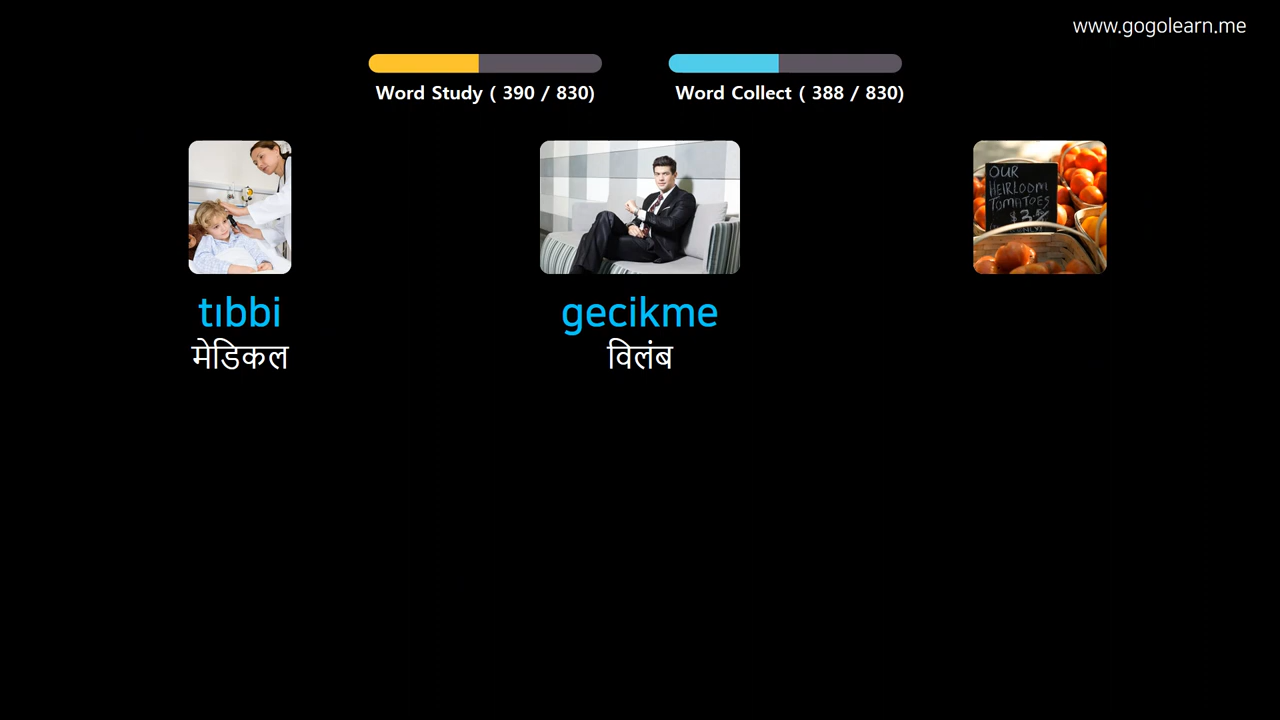 www.gogolearn.me
Word Study ( 390 / 830)
Word Collect ( 388 / 830)
OUR
HEIRLOOM
TOMATOES
tıbbi
gecikme
मेडिकल
विलंब